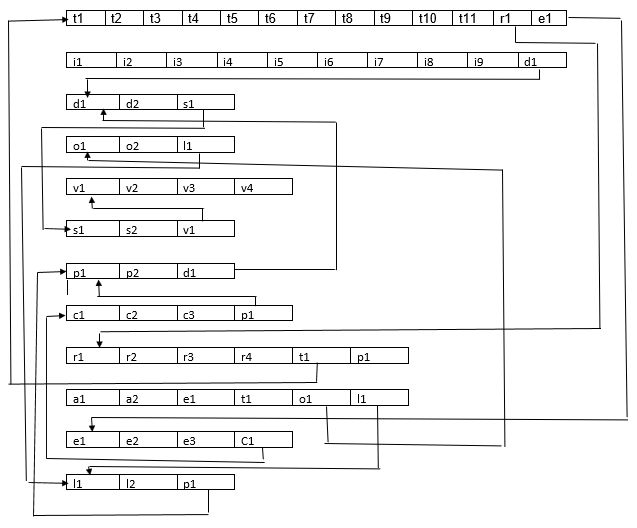 t1 t2 t3 t4 t5 t6 t7 t8 t9 t10 t11 r1 e1
i1 i2 i3 i4 i5 i6 i7 i8 i9 d1
d1 d2 s1
o1 o2 l1
v1 v2 v3 v4
s1 s2 v1
p1 p2 d1
c1 c2 c3 p1
r1 r2 r3 r4 t1 p1
a1 a2 e1 t1 o1 l1
e1 e2 e3 C1
l1 l2 p1